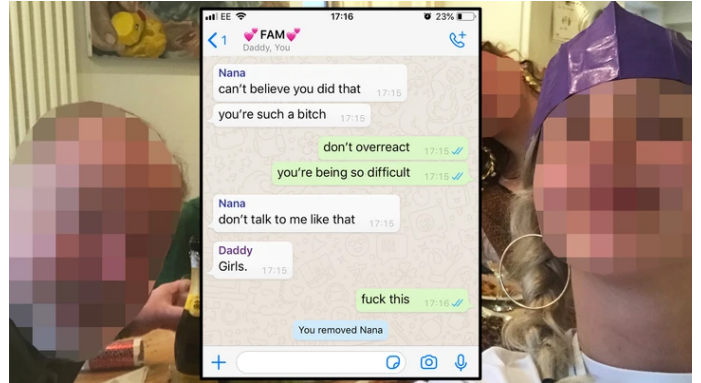 EE 17:16 23%
1 💕FAM💕
Daddy, You
Nana
can't believe you did that 17:15
you're such a bitch 17:15
don't overreact 17:15
you're being so difficult 17:15
Nana
don't talk to me like that 17:15
Daddy
Girls. 17:15
fuck this 17:16
You removed Nana